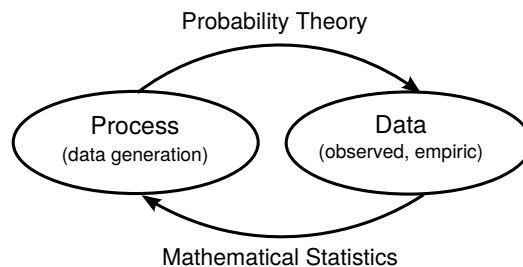 Probability Theory
Process
(data generation)
Data
(observed, empiric)
Mathematical Statistics